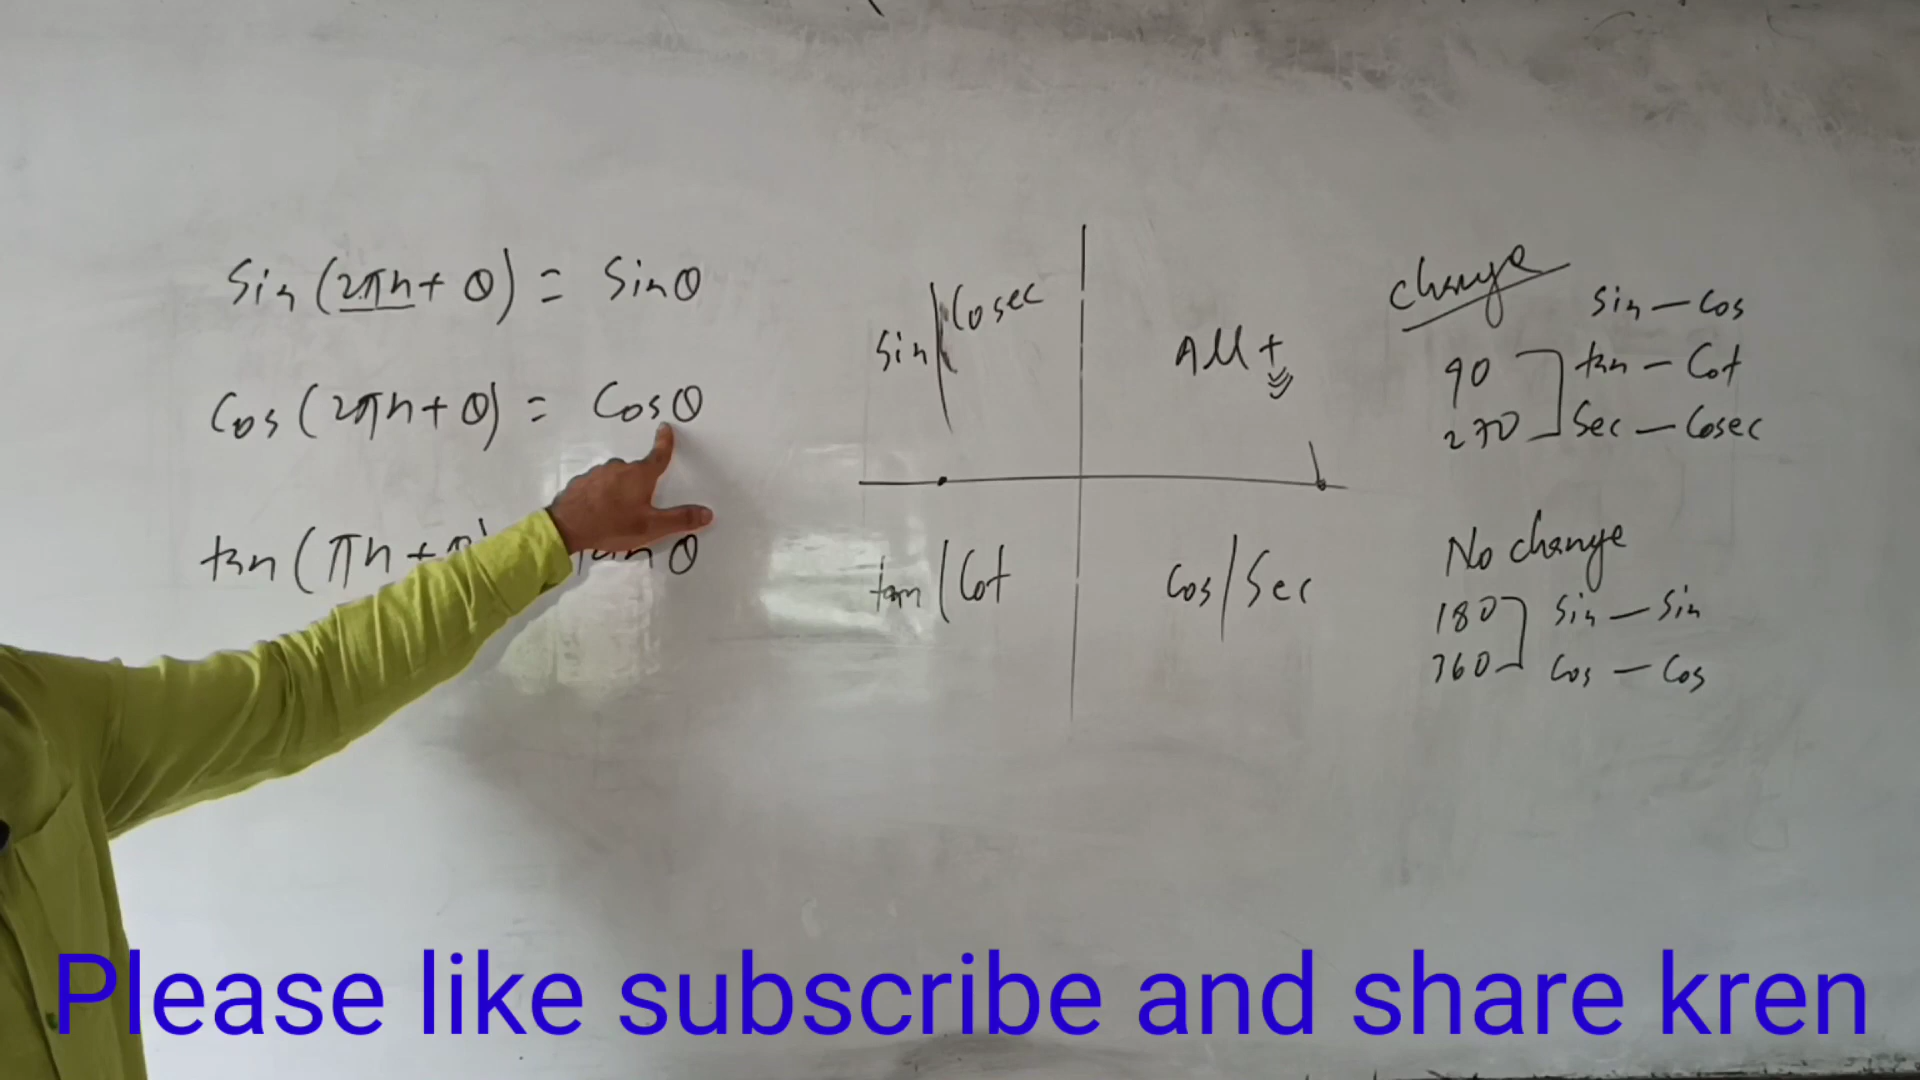 Sin (2πn + θ) = Sinθ
Cos (2πn + θ) = Cosθ
tan (πn + θ) θ
Sin | Cosec
All +
tan | Cot
Cos | Sec
Change
Sin — Cos
90 tan — Cot
270 Sec — Cosec
No change
180 Sin — Sin
360 Cos — Cos
Please like subscribe and share kren